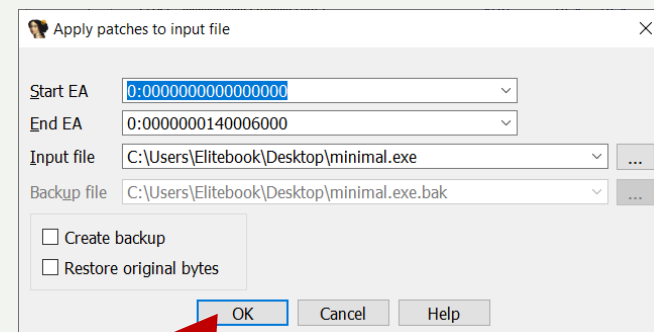 Apply patches to input file
Start EA 0:0000000000000000
End EA 0:0000000140006000
Input file C:\Users\Elitebook\Desktop\minimal.exe ...
Backup file C:\Users\Elitebook\Desktop\minimal.exe.bak ...
Create backup
Restore original bytes
OK Cancel Help